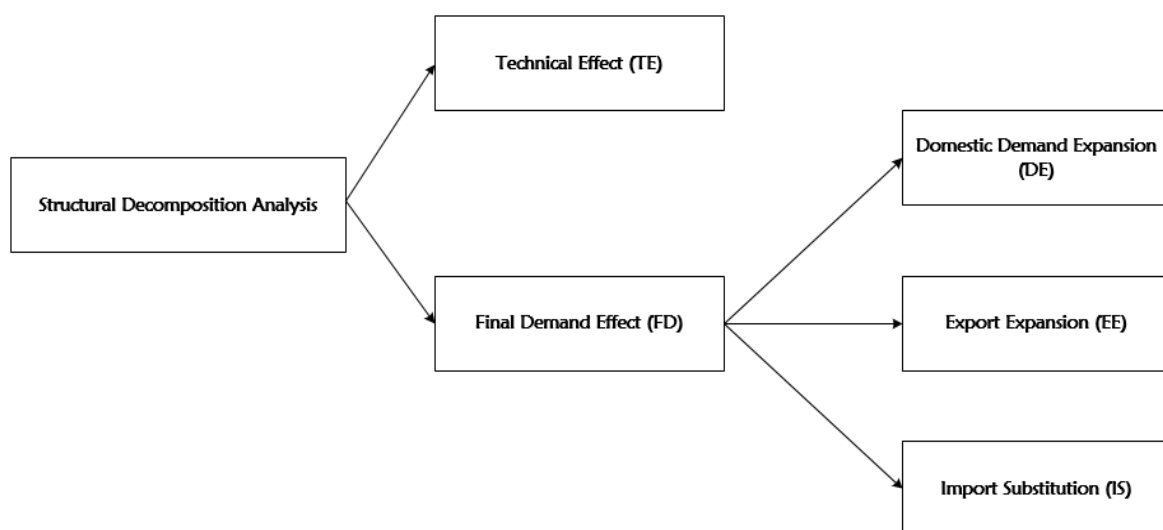 Technical Effect (TE)
Structural Decomposition Analysis
Final Demand Effect (FD)
Domestic Demand Expansion
(DE)
Export Expansion (EE)
Import Substitution (IS)